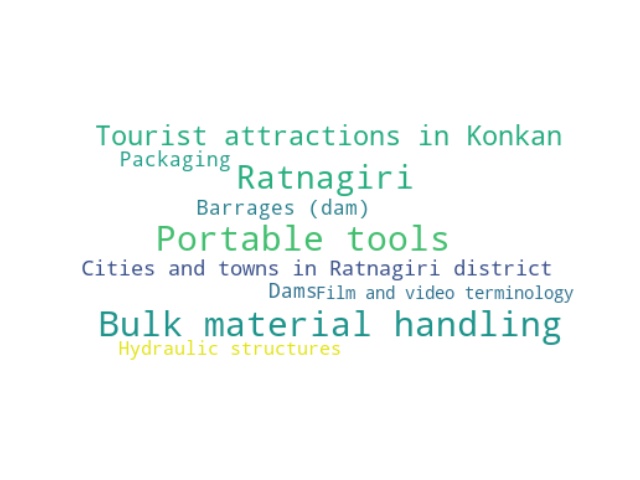 Tourist attractions in Konkan
Packaging
Ratnagiri
Barrages (dam)
Portable tools
Cities and towns in Ratnagiri district
Dams
Film and video terminology
Bulk material handling
Hydraulic structures